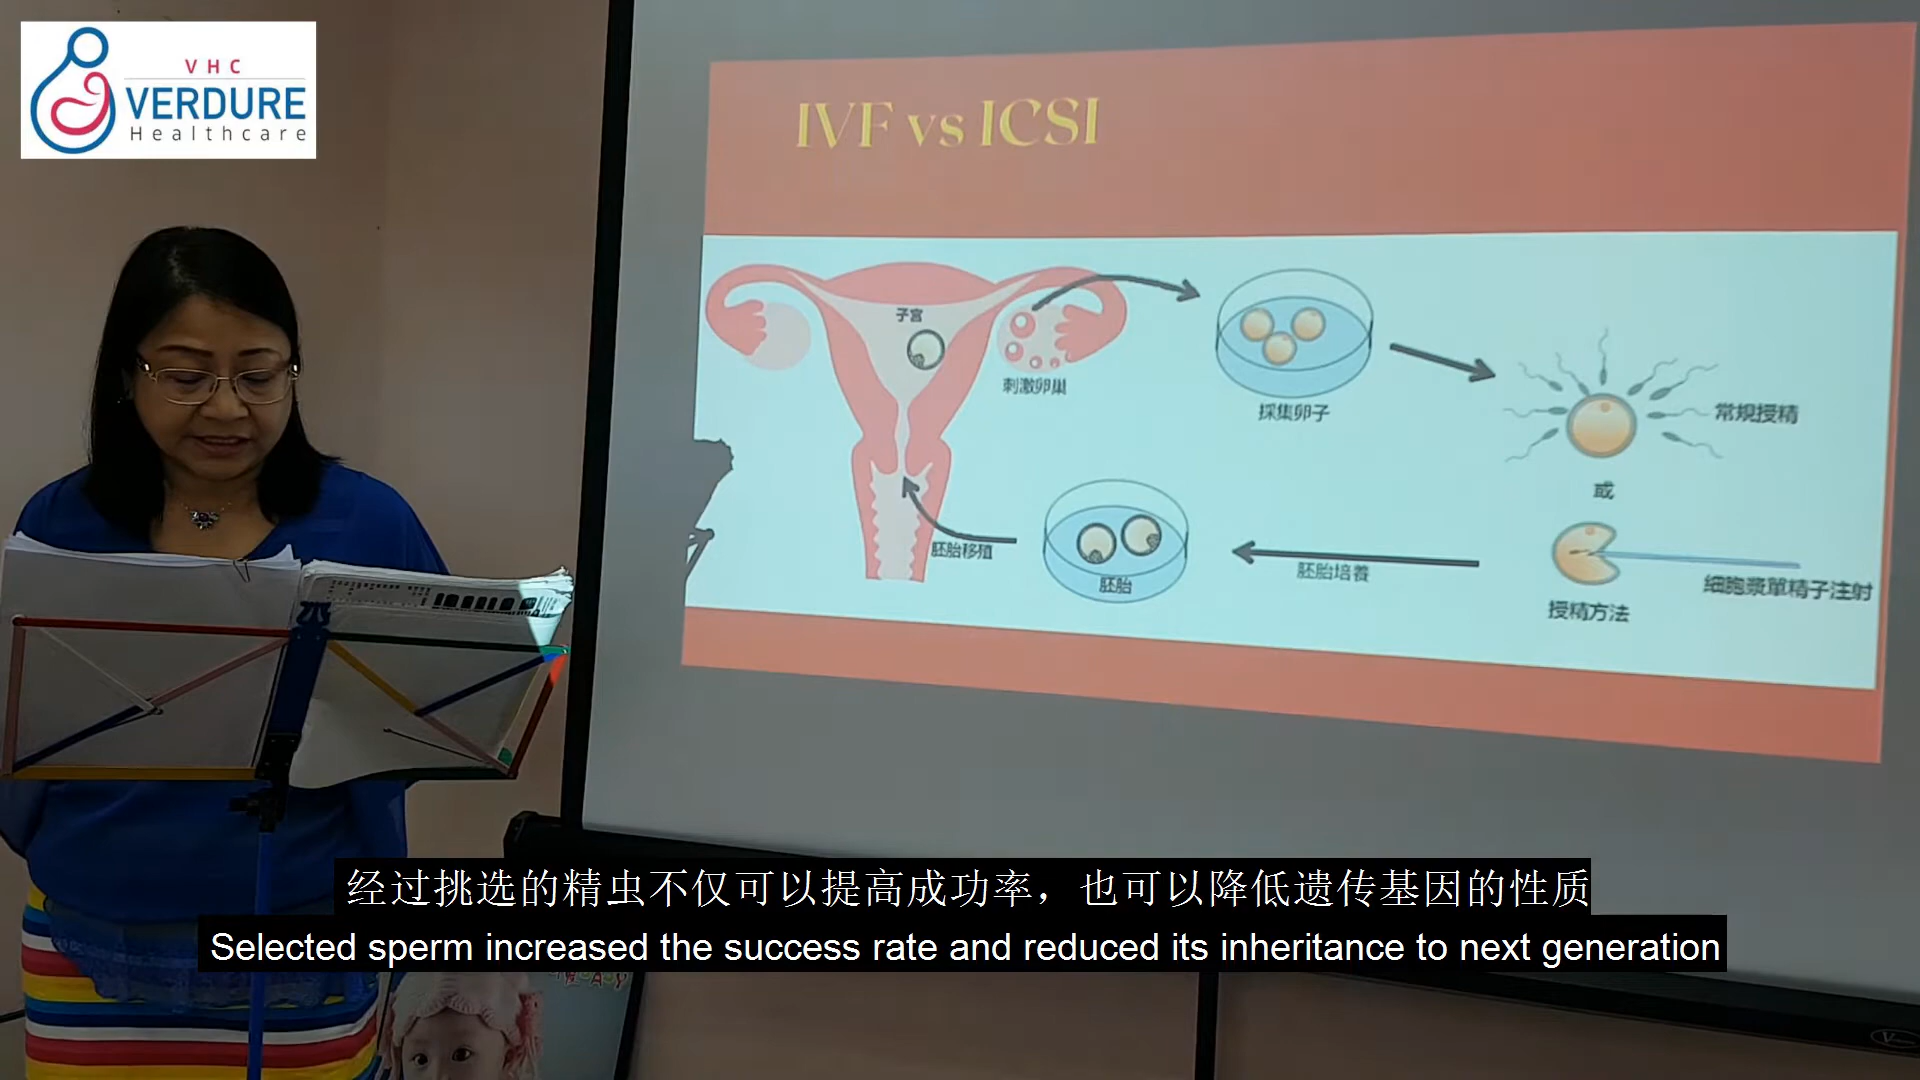 VHC
VERDURE
Healthcare
IVF vs ICSI
子宮
刺激卵巢
採集卵子
常規授精
或
細胞漿單精子注射
授精方法
胚胎培養
胚胎
胚胎移殖
经过挑选的精虫不仅可以提高成功率，也可以降低遗传基因的性质
Selected sperm increased the success rate and reduced its inheritance to next generation